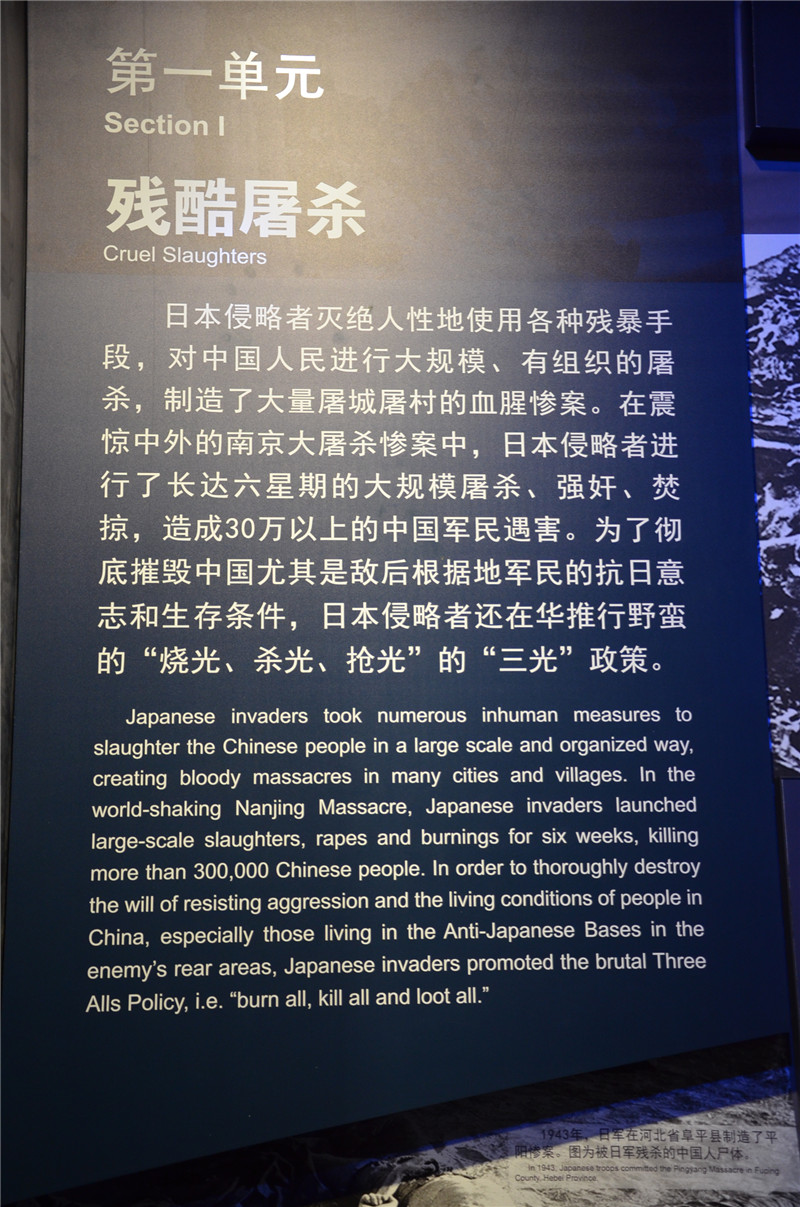 第一单元
Section I
残酷屠杀
Cruel Slaughters
日本侵略者灭绝人性地使用各种残暴手
段，对中国人民进行大规模、有组织的屠
杀，制造了大量屠城屠村的血腥惨案。在震
惊中外的南京大屠杀惨案中，日本侵略者进
行了长达六星期的大规模屠杀、强奸、焚
掠，造成30万以上的中国军民遇害。为了彻
底摧毁中国尤其是敌后根据地军民的抗日意
志和生存条件，日本侵略者还在华推行野蛮
的“烧光、杀光、抢光”的“三光”政策。
Japanese invaders took numerous inhuman measures to
slaughter the Chinese people in a large scale and organized way,
creating bloody massacres in many cities and villages. In the
world-shaking Nanjing Massacre, Japanese invaders launched
large-scale slaughters, rapes and burnings for six weeks, killing
more than 300,000 Chinese people. In order to thoroughly destroy
the will of resisting aggression and the living conditions of people in
China, especially those living in the Anti-Japanese Bases in the
enemy's rear areas, Japanese invaders promoted the brutal Three
Alls Policy, i.e. “burn all, kill all and loot all.”
1943年，日军在河北省阜平县制造了平
阳惨案。图为被日军残杀的中国人尸体。
In 1943, Japanese troops committed the Pingyang Massacre in Fuping
County, Hebei Province.